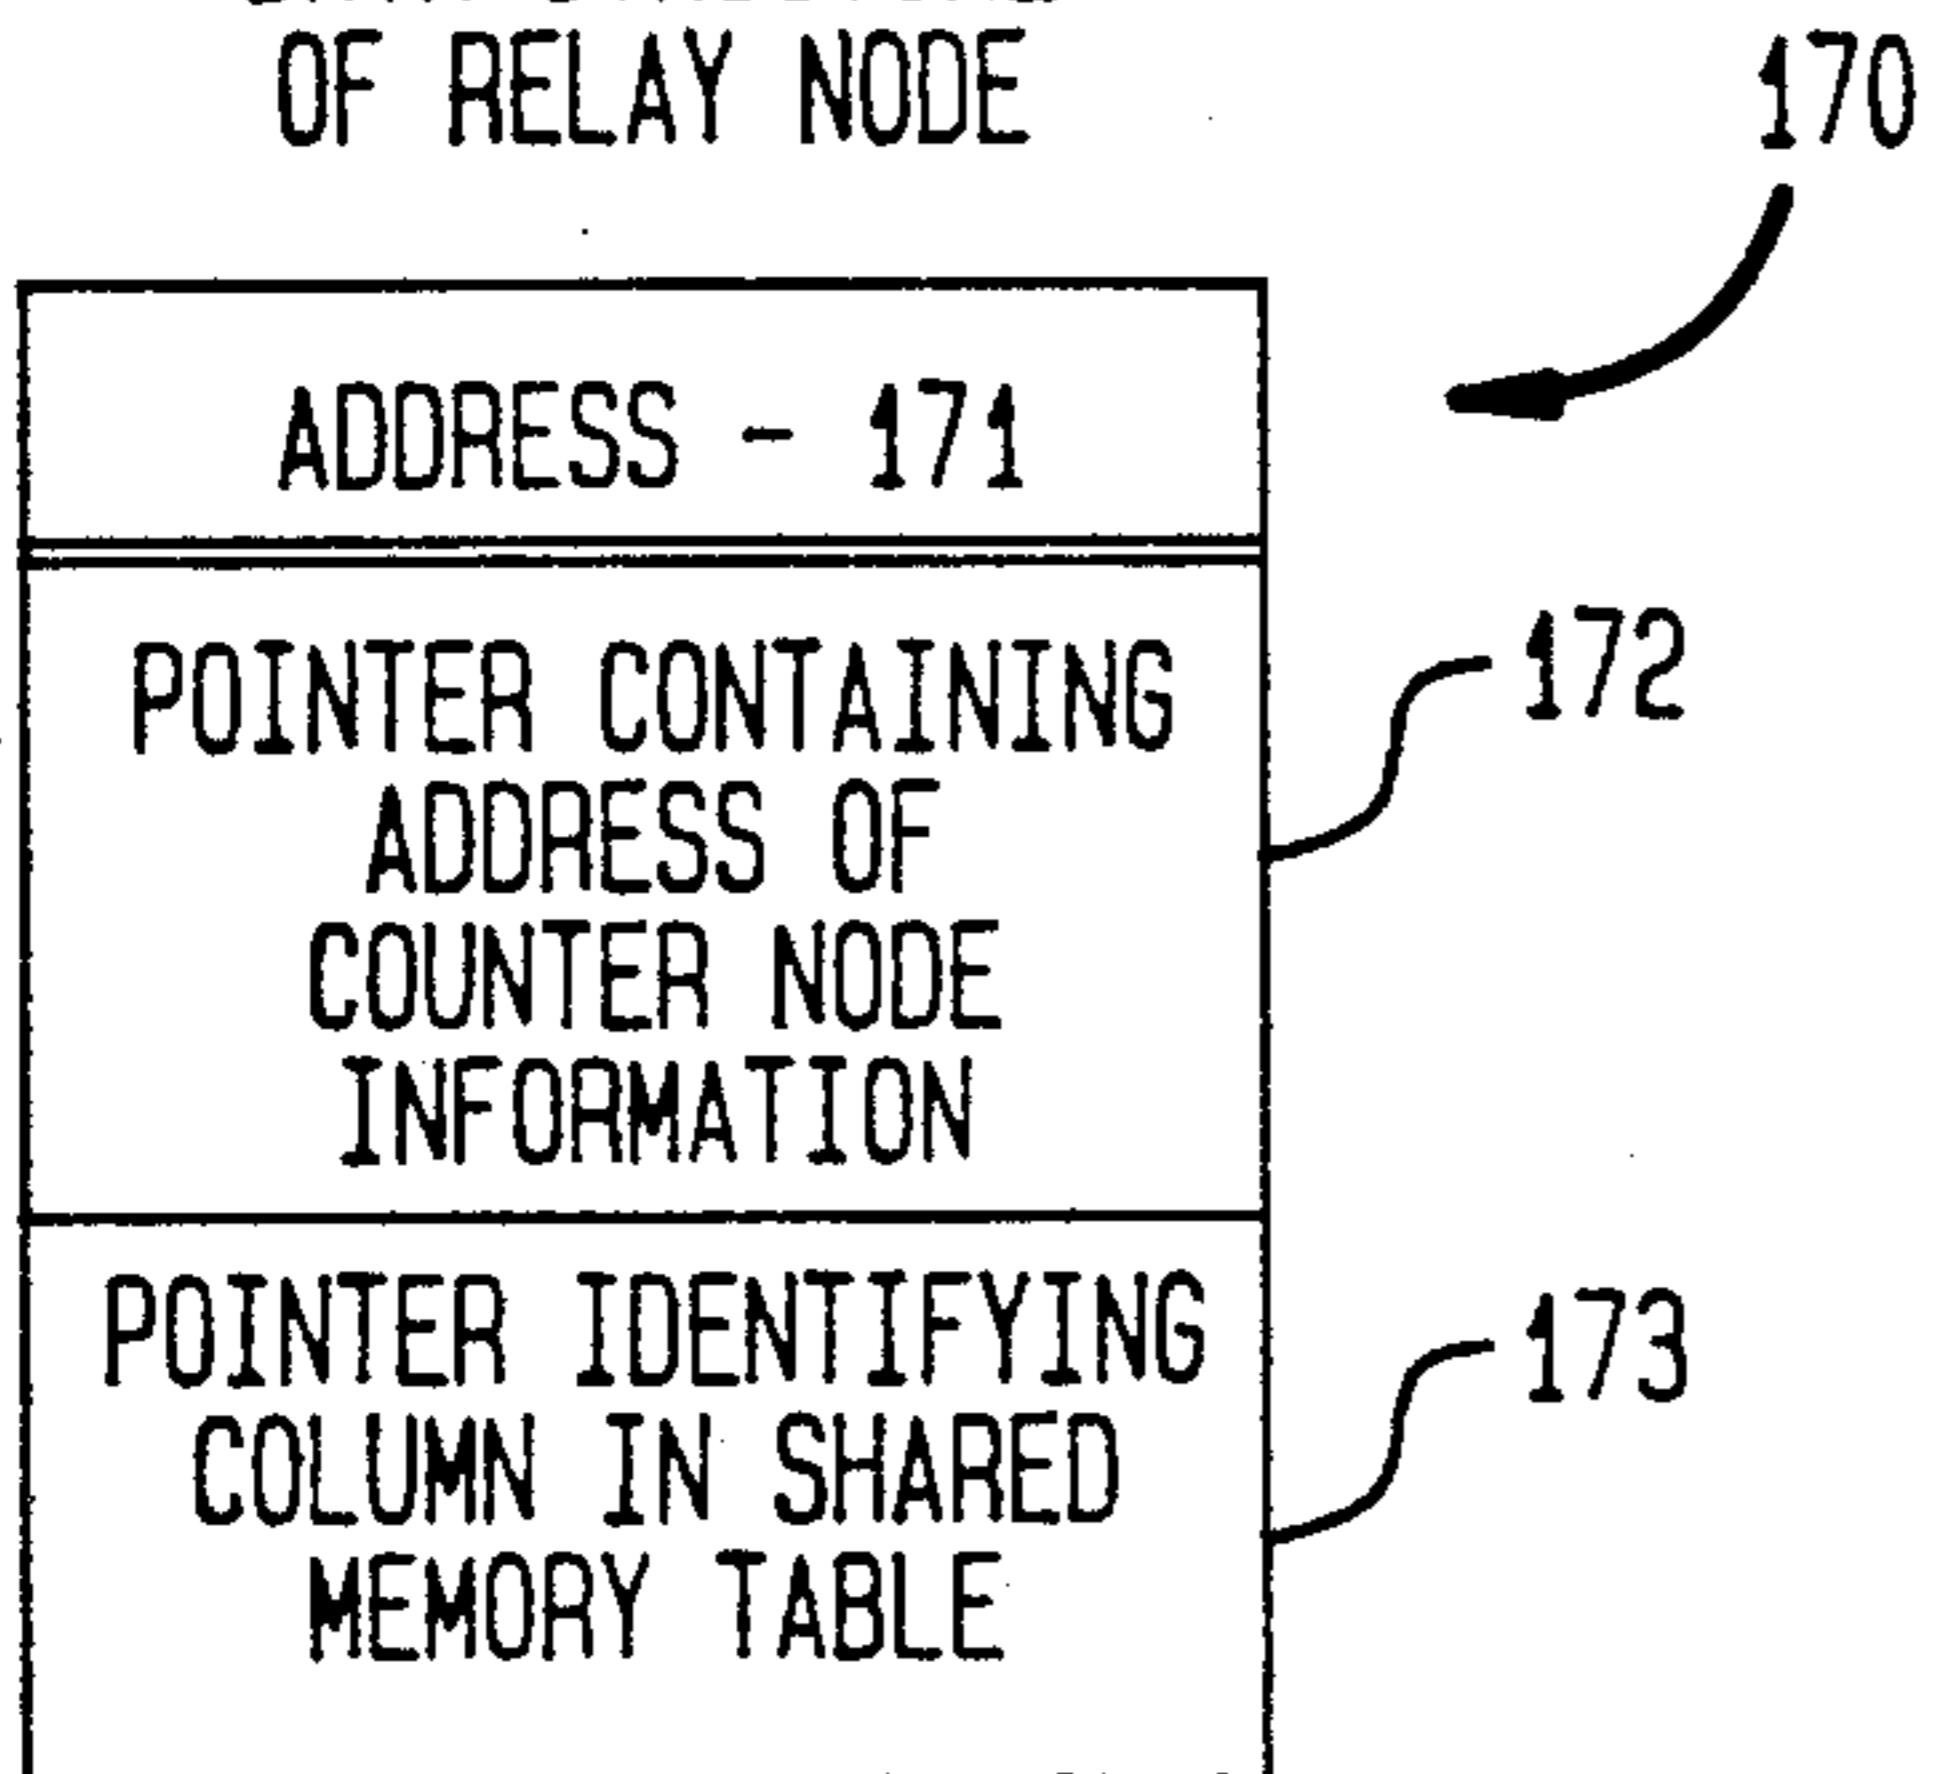 OF RELAY NODE
170
ADDRESS - 171
POINTER CONTAINING
ADDRESS OF
COUNTER NODE
INFORMATION
172
POINTER IDENTIFYING
COLUMN IN SHARED
MEMORY TABLE
173